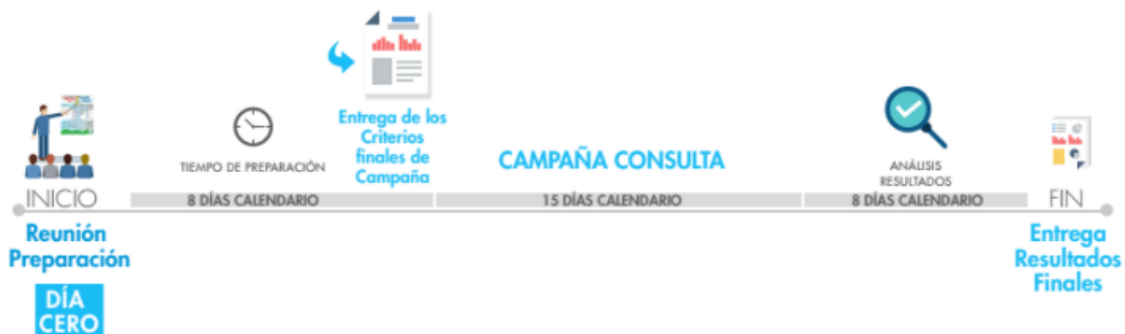 Entrega de los
Criterios
finales de
Campaña
TIEMPO DE PREPARACIÓN
CAMPAÑA CONSULTA
ANÁLISIS
RESULTADOS
INICIO
8 DÍAS CALENDARIO
15 DÍAS CALENDARIO
8 DÍAS CALENDARIO
FIN
Reunión
Preparación
DÍA
CERO
Entrega
Resultados
Finales